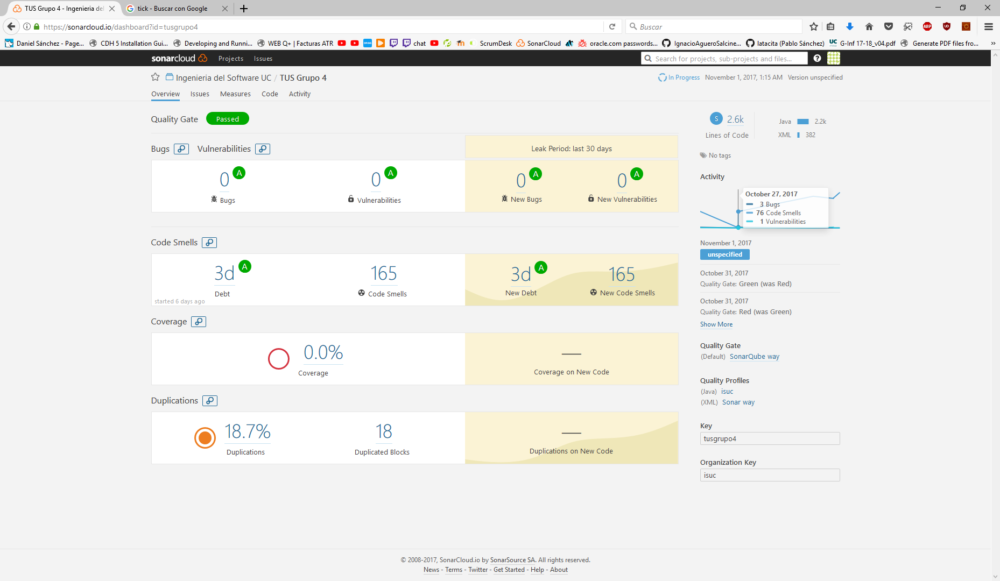 TUS Grupo 4 - Ingenieria del
tick - Buscar con Google
https://sonarcloud.io/dashboard?id=tusgrupo4
Buscar
Daniel Sánchez - Page... CDH 5 Installation Gui... Developing and Runni... WEB Q+ | Facturas ATR chat ScrumDesk SonarCloud oracle.com passwords... IgnacioAgueroSalcine... latacita (Pablo Sánchez) G-Inf 17-18_v04.pdf Generate PDF files fro... »
sonarcloud Projects Issues
Search for projects, sub-projects and files...
Ingenieria del Software UC / TUS Grupo 4
In Progress November 1, 2017, 1:15 AM Version unspecified
Overview Issues Measures Code Activity
Quality Gate Passed
Bugs Vulnerabilities
Leak Period: last 30 days
0 A
Bugs
0 A
Vulnerabilities
0 A
New Bugs
0 A
New Vulnerabilities
Code Smells
3d A
Debt
started 6 days ago
165
Code Smells
3d A
New Debt
165
New Code Smells
Coverage
0.0%
Coverage
—
Coverage on New Code
Duplications
18.7%
Duplications
18
Duplicated Blocks
—
Duplications on New Code
S 2.6k
Lines of Code
Java 2.2k
XML 382
No tags
Activity
October 27, 2017
3 Bugs
76 Code Smells
1 Vulnerabilities
November 1, 2017
unspecified
October 31, 2017
Quality Gate: Green (was Red)
October 31, 2017
Quality Gate: Red (was Green)
Show More
Quality Gate
(Default) SonarQube way
Quality Profiles
(Java) isuc
(XML) Sonar way
Key
tusgrupo4
Organization Key
isuc
© 2008-2017, SonarCloud.io by SonarSource SA. All rights reserved.
News - Terms - Twitter - Get Started - Help - About